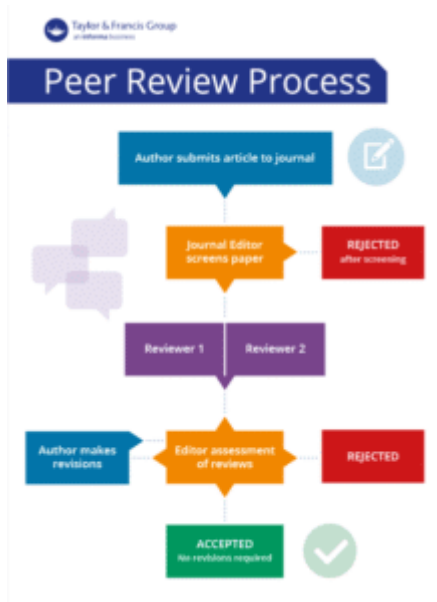 Taylor & Francis Group
an informa business
Peer Review Process
Author submits article to journal
Journal Editor
screens paper
REJECTED
after screening
Reviewer 1
Reviewer 2
Author makes
revisions
Editor assessment
of reviews
REJECTED
ACCEPTED
No revisions required